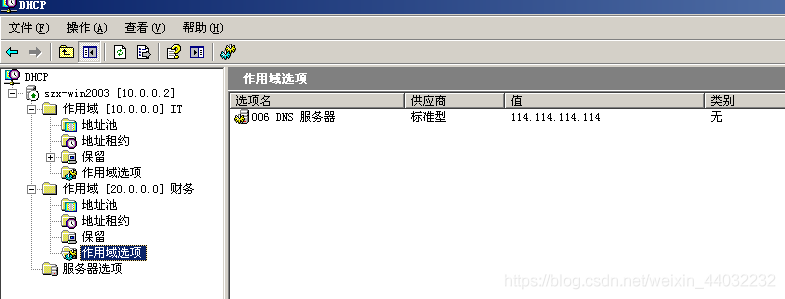 DHCP
文件(F) 操作(A) 查看(V) 帮助(H)
DHCP
szx-win2003 [10.0.0.2]
作用域 [10.0.0.0] IT
地址池
地址租约
保留
作用域选项
作用域 [20.0.0.0] 财务
地址池
地址租约
保留
作用域选项
服务器选项
作用域选项
选项名 供应商 值 类别
006 DNS 服务器 标准型 114.114.114.114 无
https://blog.csdn.net/weixin_44032232